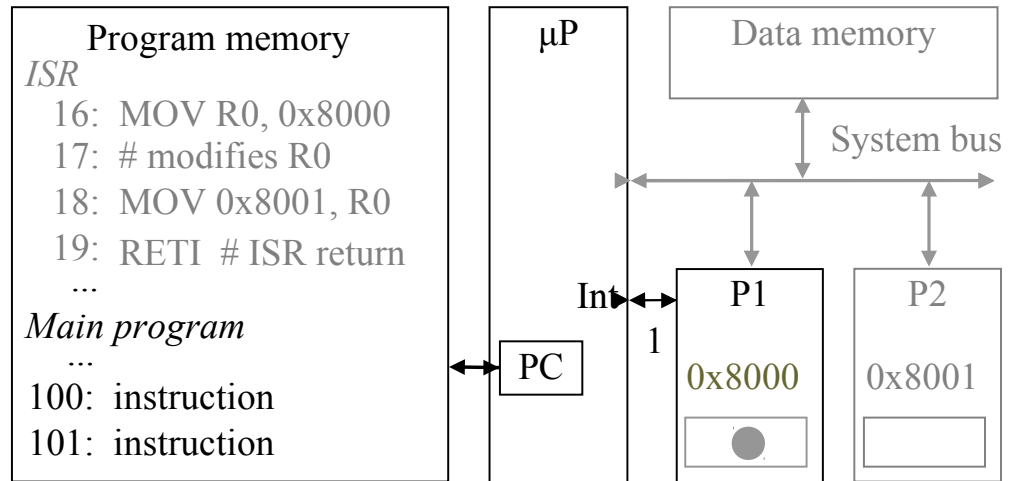 Program memory
ISR
16: MOV R0, 0x8000
17: # modifies R0
18: MOV 0x8001, R0
19: RETI # ISR return
...
Main program
...
100: instruction
101: instruction
μP
Int
PC
Data memory
System bus
1
P1
0x8000
P2
0x8001